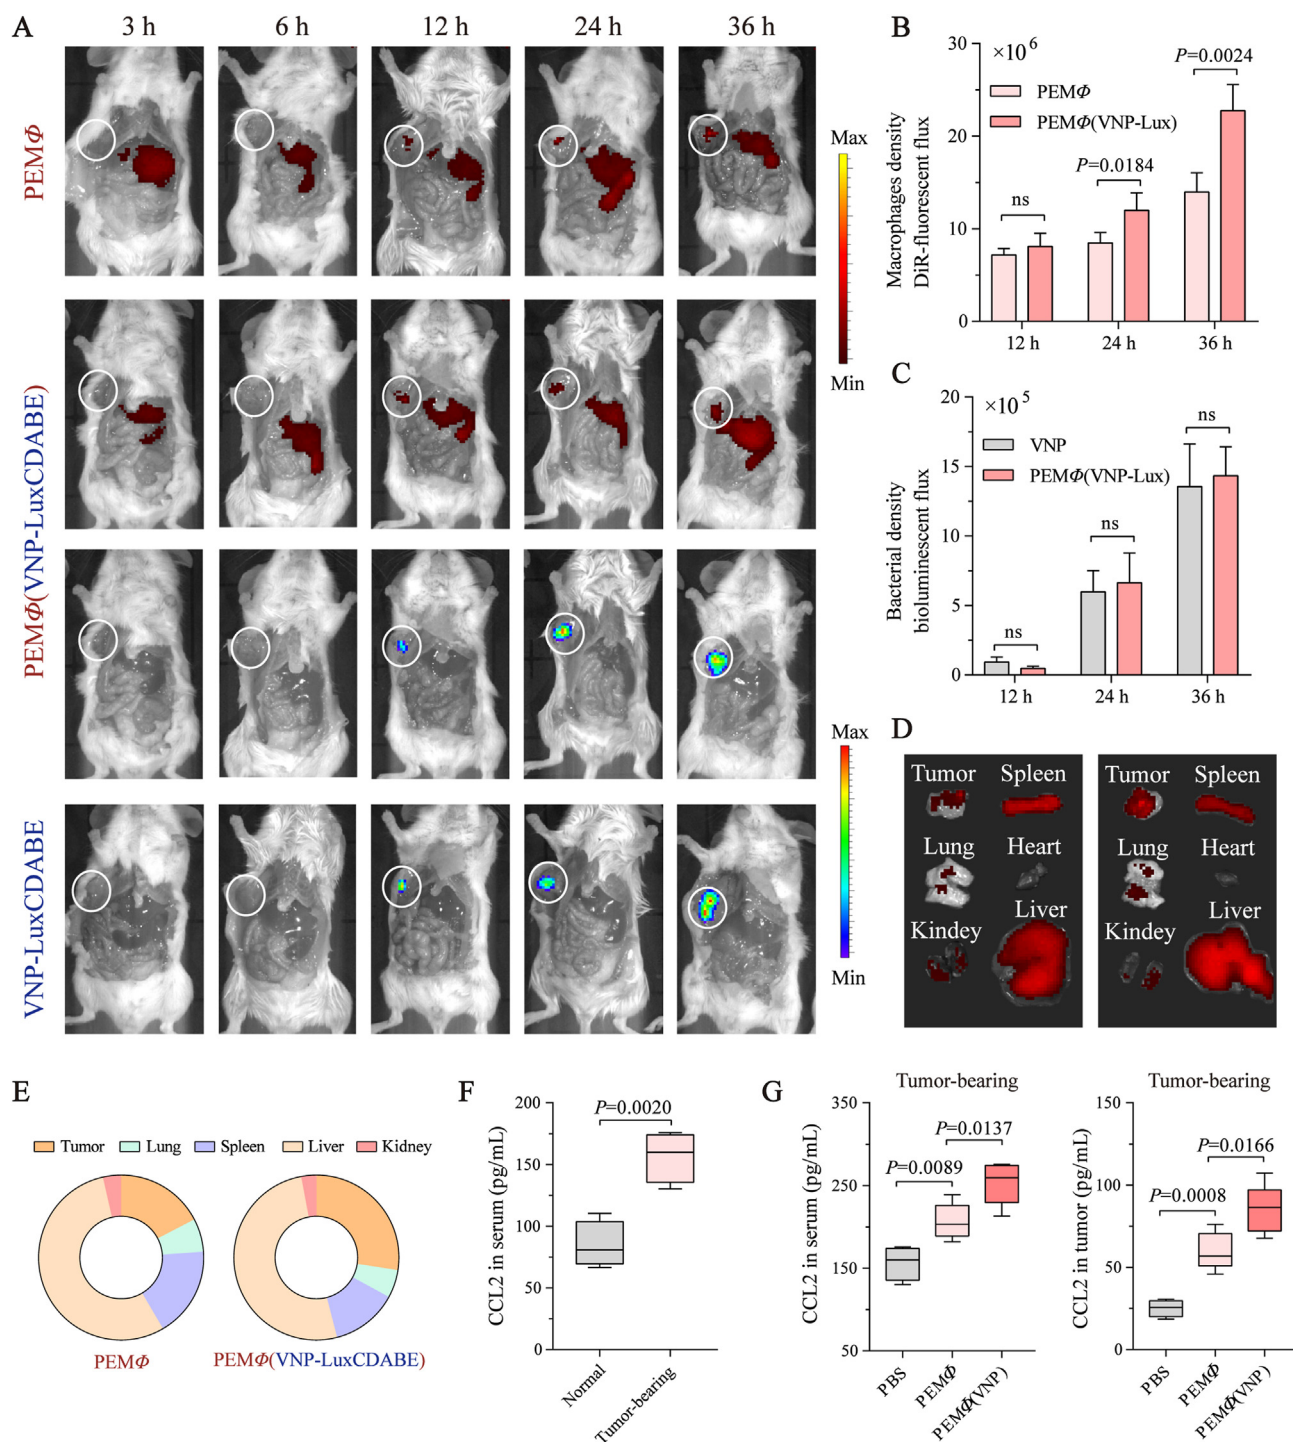 A
3 h
6 h
12 h
24 h
36 h
PEMΦ
PEMΦ(VNP-LuxCDABE)
VNP-LuxCDABE
Max
Min
Max
Min
B
30
20
10
0
×10⁶
PEMΦ
PEMΦ(VNP-Lux)
P=0.0024
P=0.0184
ns
Macrophages density
DiR-fluorescent flux
12 h
24 h
36 h
C
20
15
10
5
0
×10⁵
VNP
PEMΦ(VNP-Lux)
ns
ns
ns
Bacterial density
bioluminescent flux
12 h
24 h
36 h
D
Tumor
Spleen
Lung
Heart
Kindey
Liver
Tumor
Spleen
Lung
Heart
Kindey
Liver
E
Tumor
Lung
Spleen
Liver
Kidney
PEMΦ
PEMΦ(VNP-LuxCDABE)
F
200
150
100
50
0
P=0.0020
CCL2 in serum (pg/mL)
Normal
Tumor-bearing
G
Tumor-bearing
350
250
150
50
P=0.0137
P=0.0089
CCL2 in serum (pg/mL)
PBS
PEMΦ
PEMΦ(VNP)
Tumor-bearing
150
100
50
0
P=0.0166
P=0.0008
CCL2 in tumor (pg/mL)
PBS
PEMΦ
PEMΦ(VNP)